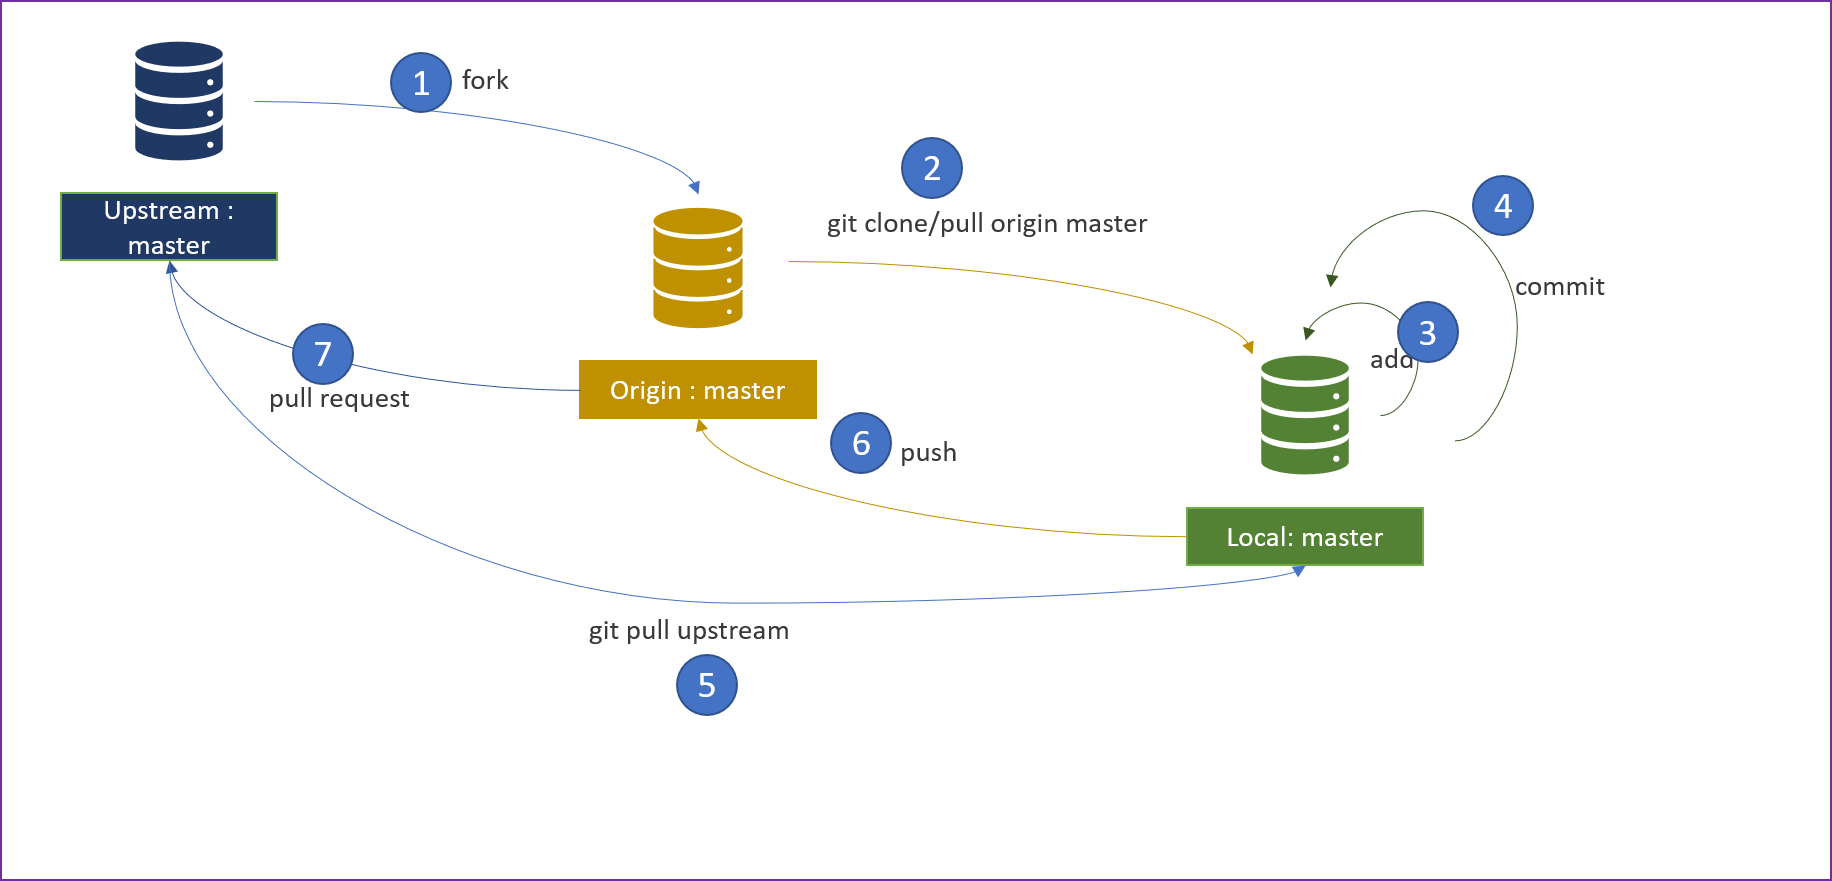 1
fork
2
git clone/pull origin master
4
Upstream :
master
commit
3
add
7
pull request
Origin : master
6
push
Local: master
git pull upstream
5